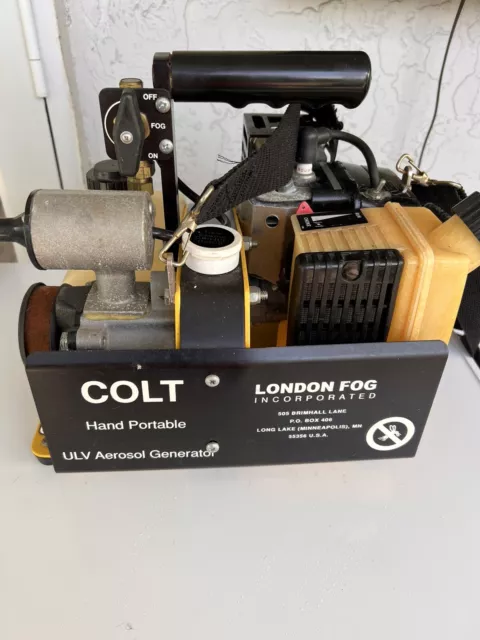 OFF
FOG
ON
COLT
Hand Portable
ULV Aerosol Generator
LONDON FOG
INCORPORATED
505 BRIMHALL LANE
P.O. BOX 406
LONG LAKE (MINNEAPOLIS), MN
55356 U.S.A.